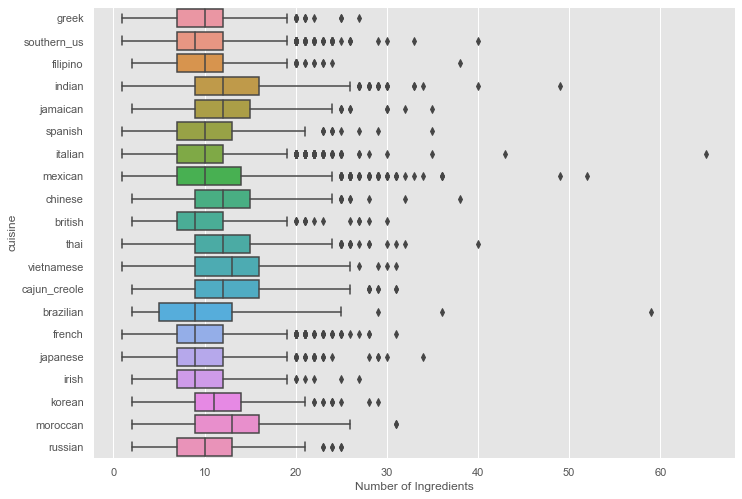 greek
southern_us
filipino
indian
jamaican
spanish
italian
mexican
chinese
british
thai
vietnamese
cajun_creole
brazilian
french
japanese
irish
korean
moroccan
russian
cuisine
0 10 20 30 40 50 60
Number of Ingredients